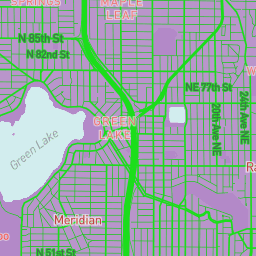 SPRINGS
MAPLE
LEAF
N 85th St
N 82nd St
NE 77th St
GREEN
LAKE
Green Lake
20th Ave NE
24th Ave NE
Meridian
N 51st St